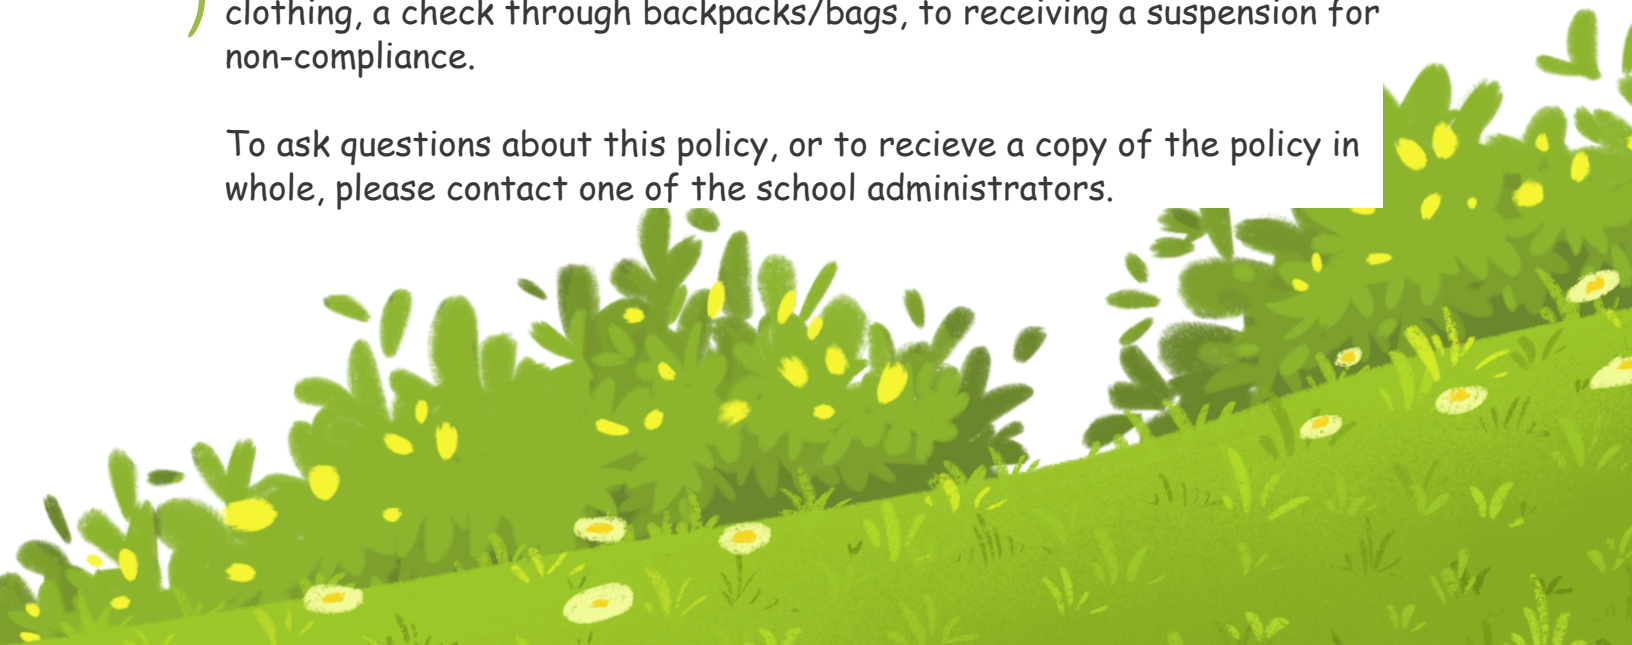 clothing, a check through backpacks/bags, to receiving a suspension for
non-compliance.
To ask questions about this policy, or to recieve a copy of the policy in
whole, please contact one of the school administrators.